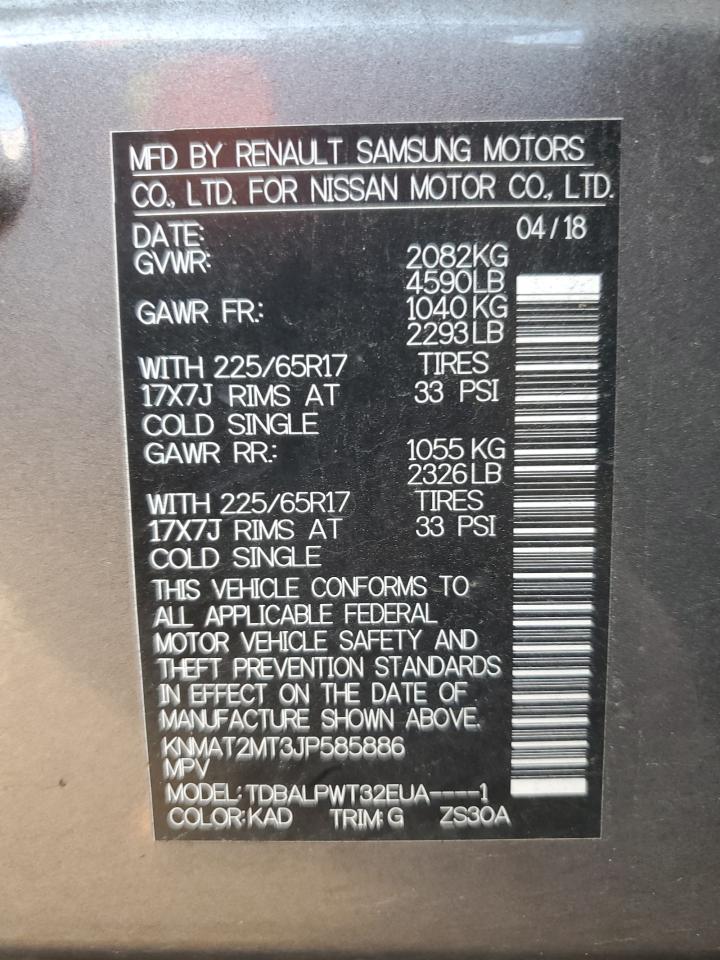 MFD BY RENAULT SAMSUNG MOTORS
CO., LTD. FOR NISSAN MOTOR CO., LTD.
DATE: 04/18
GVWR: 2082KG
4590LB
GAWR FR.: 1040KG
2293LB
WITH 225/65R17 TIRES
17X7J RIMS AT 33 PSI
COLD SINGLE
GAWR RR.: 1055KG
2326LB
WITH 225/65R17 TIRES
17X7J RIMS AT 33 PSI
COLD SINGLE
THIS VEHICLE CONFORMS TO
ALL APPLICABLE FEDERAL
MOTOR VEHICLE SAFETY AND
THEFT PREVENTION STANDARDS
IN EFFECT ON THE DATE OF
MANUFACTURE SHOWN ABOVE.
KNMAT2MT3JP585886
MPV
MODEL: TDBALPWT32EUA----1
COLOR: KAD TRIM: G ZS30A